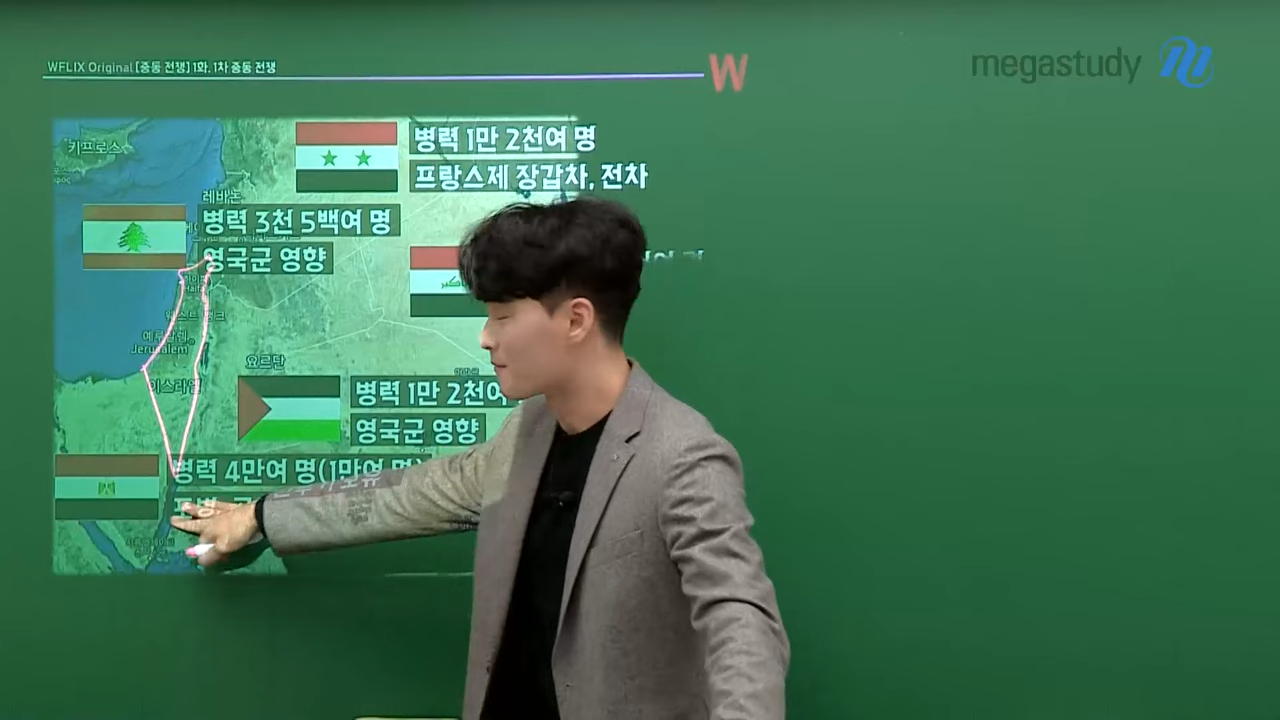 WFLIX Original [중동 전쟁] 1화. 1차 중동 전쟁
W
megastudy
키프로스
병력 1만 2천여 명
프랑스제 장갑차, 전차
레바논
병력 3천 5백여 명
영국군 영향
예루살렘
Jerusalem
요르단
이스라엘
병력 1만 2천여
영국군 영향
병력 4만여 명(1만여 명)